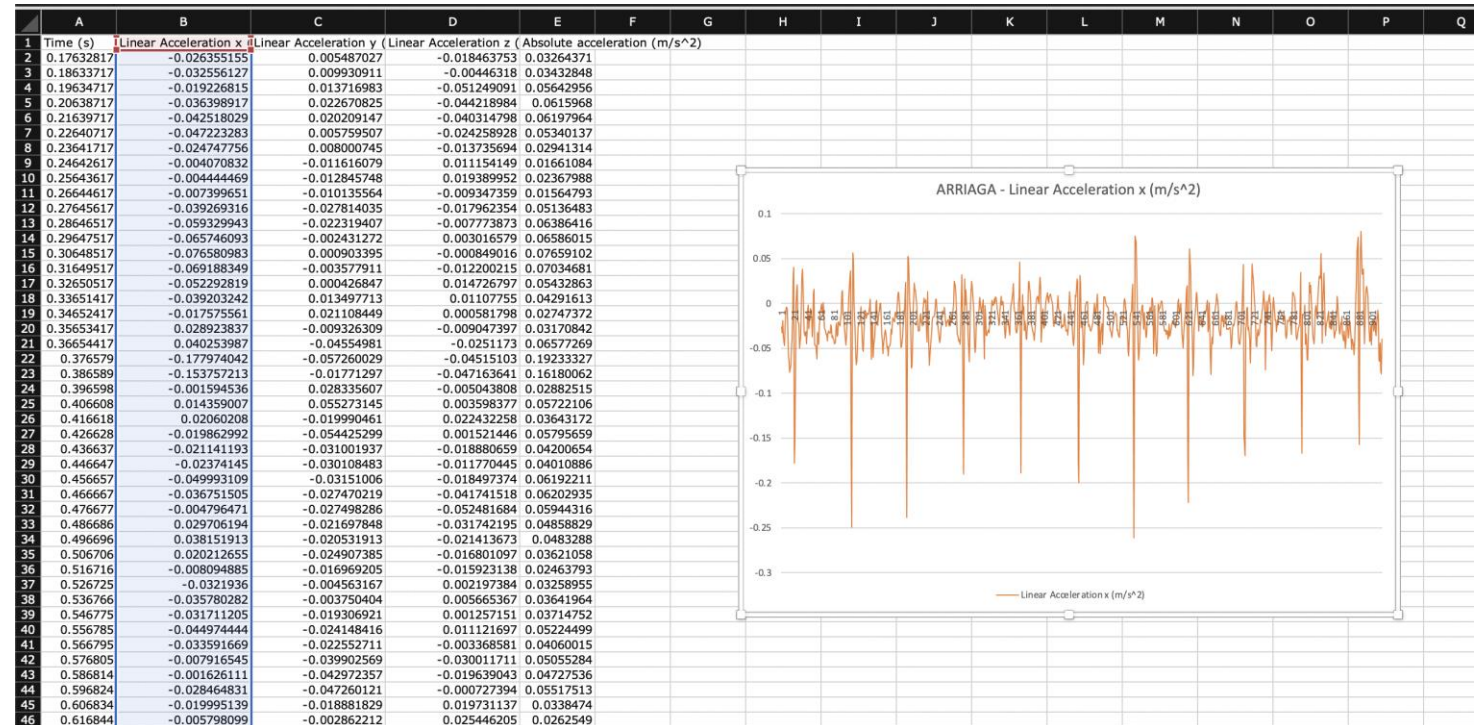 A B C D E F G H I J K L M N O P Q
1 Time (s) Linear Acceleration x ( Linear Acceleration y ( Linear Acceleration z ( Absolute acceleration (m/s^2)
2 0.17632817 -0.026355155 0.005487027 -0.018463753 0.03264371
3 0.18633717 -0.032556127 0.009930911 -0.00446318 0.03432848
4 0.19634717 -0.019226815 0.013716983 -0.051249091 0.05642956
5 0.20638717 -0.036398917 0.022670825 -0.044218984 0.0615968
6 0.21639717 -0.042518029 0.020209147 -0.040314798 0.06197964
7 0.22640717 -0.047223283 0.005759507 -0.024258928 0.05340137
8 0.23641717 -0.024747756 0.008000745 -0.013735694 0.02941314
9 0.24642617 -0.004070832 -0.011616079 0.011154149 0.01661084
10 0.25643617 -0.004444469 -0.012845748 0.019389952 0.02367988
11 0.26644617 -0.007399651 -0.010135564 -0.009347359 0.01564793
12 0.27645617 -0.039269316 -0.027814035 -0.017962354 0.05136483
13 0.28646517 -0.059329943 -0.022319407 -0.007773873 0.06386416
14 0.29647517 -0.065746093 -0.002431272 0.003016579 0.06586015
15 0.30648517 -0.076580983 0.000903395 -0.000849016 0.07659102
16 0.31649517 -0.069188349 -0.003577911 -0.012200215 0.07034681
17 0.32650517 -0.052292819 0.000426847 0.014726797 0.05432863
18 0.33651417 -0.039203242 0.013497713 0.01107755 0.04291613
19 0.34652417 -0.017575561 0.021108449 0.000581798 0.02747372
20 0.35653417 0.028923837 -0.009326309 -0.009047397 0.03170842
21 0.36654417 0.040253987 -0.04554981 -0.0251173 0.06577269
22 0.376579 -0.177974042 -0.057260029 -0.04515103 0.19233327
23 0.386589 -0.153757213 -0.01771297 -0.047163641 0.16180062
24 0.396598 -0.001594536 0.028335607 -0.005043808 0.02882515
25 0.406608 0.014359007 0.055273145 0.003598377 0.05722106
26 0.416618 0.02060208 -0.019990461 0.022432258 0.03643172
27 0.426628 -0.019862992 -0.054425299 0.001521446 0.05795659
28 0.436637 -0.021141193 -0.031001937 -0.018880659 0.04200654
29 0.446647 -0.02374145 -0.030108483 -0.011770445 0.04010886
30 0.456657 -0.049993109 -0.03151006 -0.018497374 0.06192211
31 0.466667 -0.036751505 -0.027470219 -0.041741518 0.06202935
32 0.476677 -0.004796471 -0.027498286 -0.052481684 0.05944316
33 0.486686 0.029706194 -0.021697848 -0.031742195 0.04858829
34 0.496696 0.038151913 -0.020531913 -0.021413673 0.0483288
35 0.506706 0.020212655 -0.024907385 -0.016801097 0.03621058
36 0.516716 -0.008094885 -0.016969205 -0.015923138 0.02463793
37 0.526725 -0.0321936 -0.004563167 0.002197384 0.03258955
38 0.536766 -0.035780282 -0.003750404 0.005665367 0.03641964
39 0.546775 -0.031711205 -0.019306921 0.001257151 0.03714752
40 0.556785 -0.044974444 -0.024148416 0.011121697 0.05224499
41 0.566795 -0.033591669 -0.022552711 -0.003368581 0.04060015
42 0.576805 -0.007916545 -0.039902569 -0.030011711 0.05055284
43 0.586814 -0.001626111 -0.042972357 -0.019639043 0.04727536
44 0.596824 -0.028464831 -0.047260121 -0.000727394 0.05517513
45 0.606834 -0.019995139 -0.018881829 0.019731137 0.0338474
46 0.616844 -0.005798099 -0.002862212 0.025446205 0.0262549
ARRIAGA - Linear Acceleration x (m/s^2)
0.1
0.05
0
-0.05
-0.1
-0.15
-0.2
-0.25
-0.3
Linear Acceleration x (m/s^2)